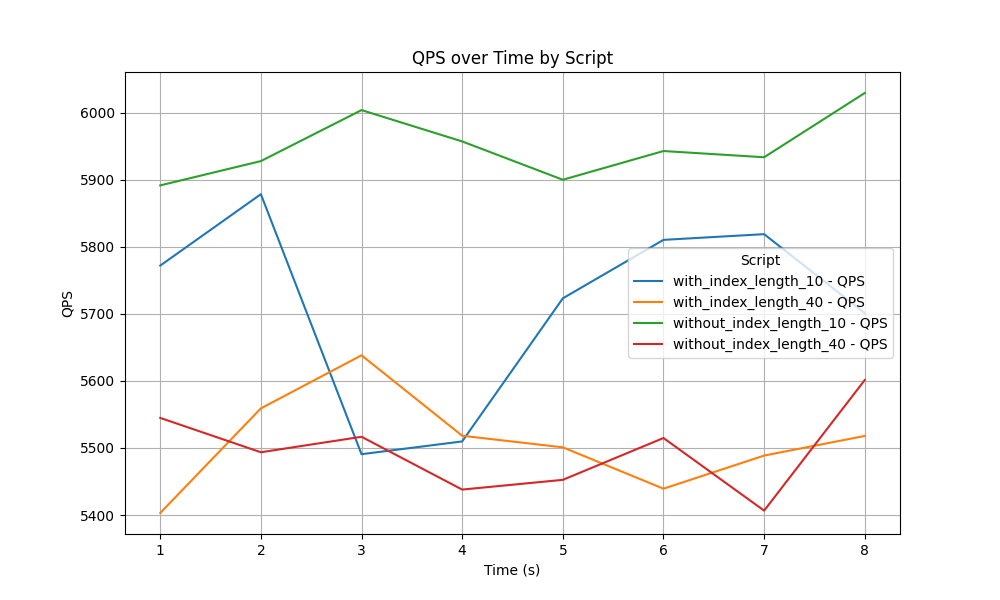 QPS over Time by Script
QPS
6000
5900
5800
5700
5600
5500
5400
Script
with_index_length_10 - QPS
with_index_length_40 - QPS
without_index_length_10 - QPS
without_index_length_40 - QPS
1 2 3 4 5 6 7 8
Time (s)